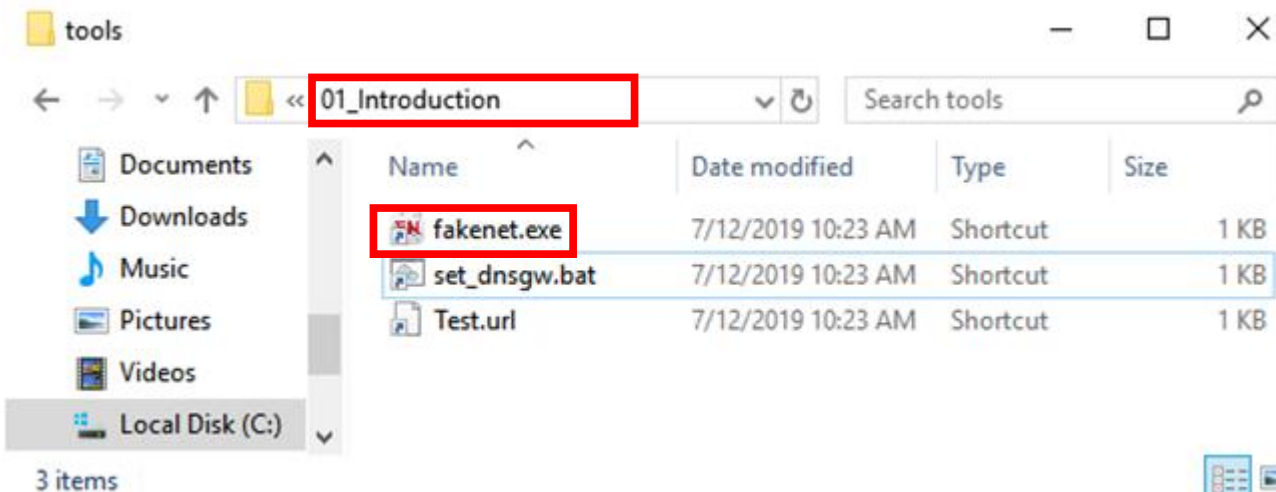 tools
« 01_Introduction
Search tools
Documents
Downloads
Music
Pictures
Videos
Local Disk (C:)
Name Date modified Type Size
fakenet.exe 7/12/2019 10:23 AM Shortcut 1 KB
set_dnsgw.bat 7/12/2019 10:23 AM Shortcut 1 KB
Test.url 7/12/2019 10:23 AM Shortcut 1 KB
3 items